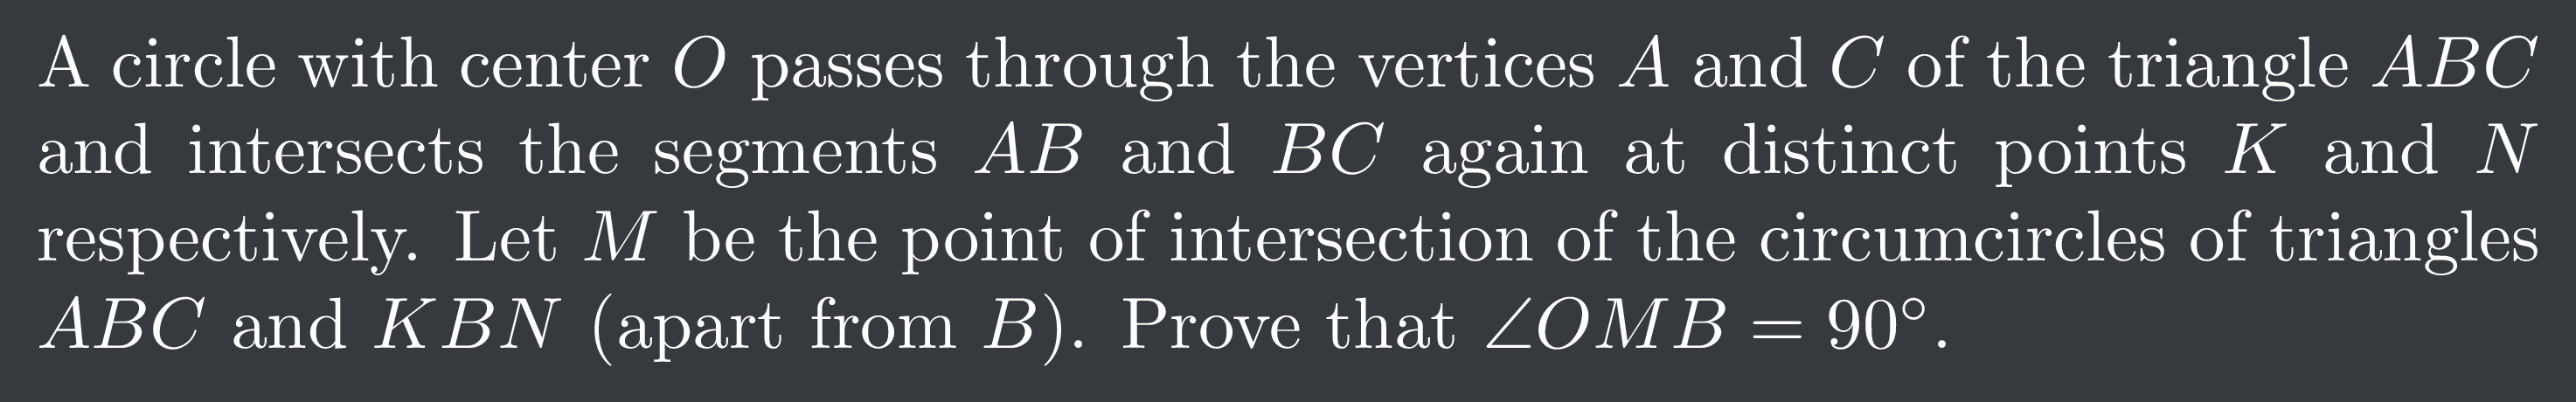 A circle with center O passes through the vertices A and C of the triangle ABC
and intersects the segments AB and BC again at distinct points K and N
respectively. Let M be the point of intersection of the circumcircles of triangles
ABC and KBN (apart from B). Prove that ∠OMB = 90°.